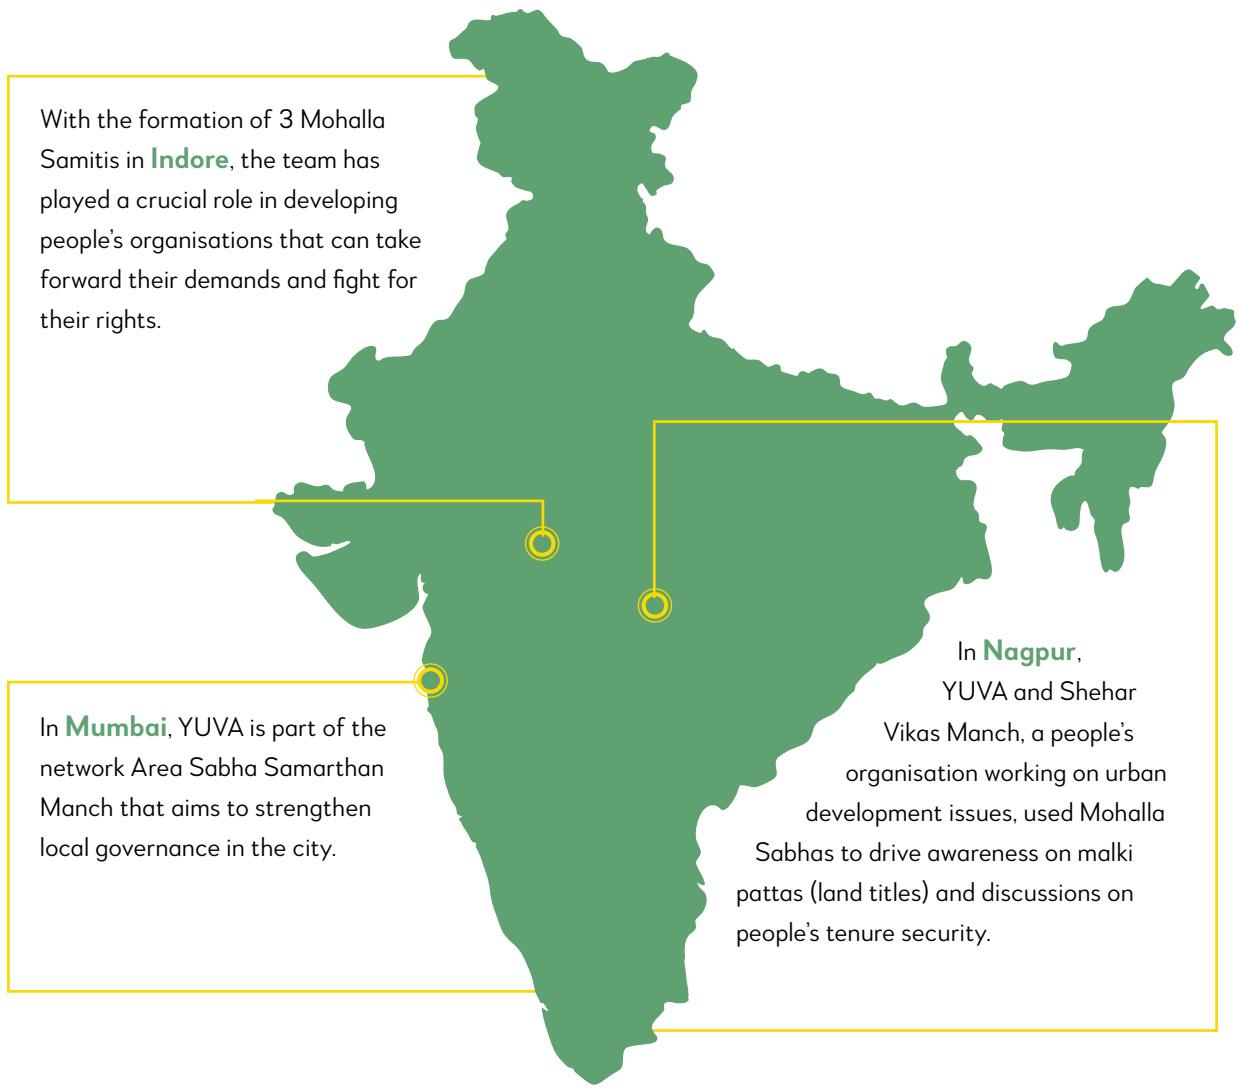 With the formation of 3 Mohalla
Samitis in Indore, the team has
played a crucial role in developing
people’s organisations that can take
forward their demands and fight for
their rights.
In Mumbai, YUVA is part of the
network Area Sabha Samarthan
Manch that aims to strengthen
local governance in the city.
In Nagpur,
YUVA and Shehar
Vikas Manch, a people’s
organisation working on urban
development issues, used Mohalla
Sabhas to drive awareness on malki
pattas (land titles) and discussions on
people’s tenure security.